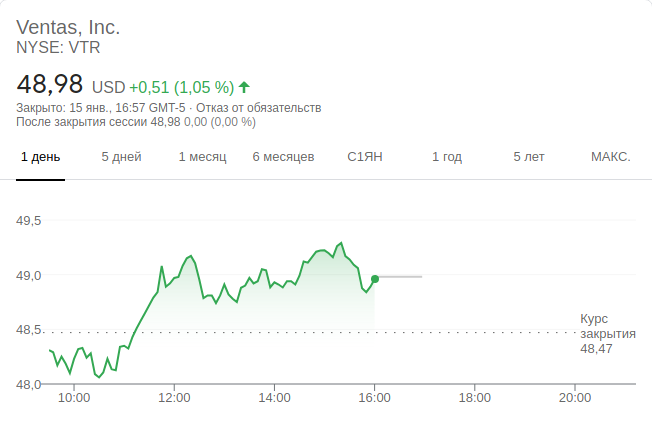 Ventas, Inc.
NYSE: VTR
48,98 USD +0,51 (1,05 %)
Закрыто: 15 янв., 16:57 GMT-5 · Отказ от обязательств
После закрытия сессии 48,98 0,00 (0,00 %)
1 день 5 дней 1 месяц 6 месяцев С1ЯН 1 год 5 лет МАКС.
49,5
49,0
48,5
Курс
закрытия
48,47
48,0
10:00 12:00 14:00 16:00 18:00 20:00